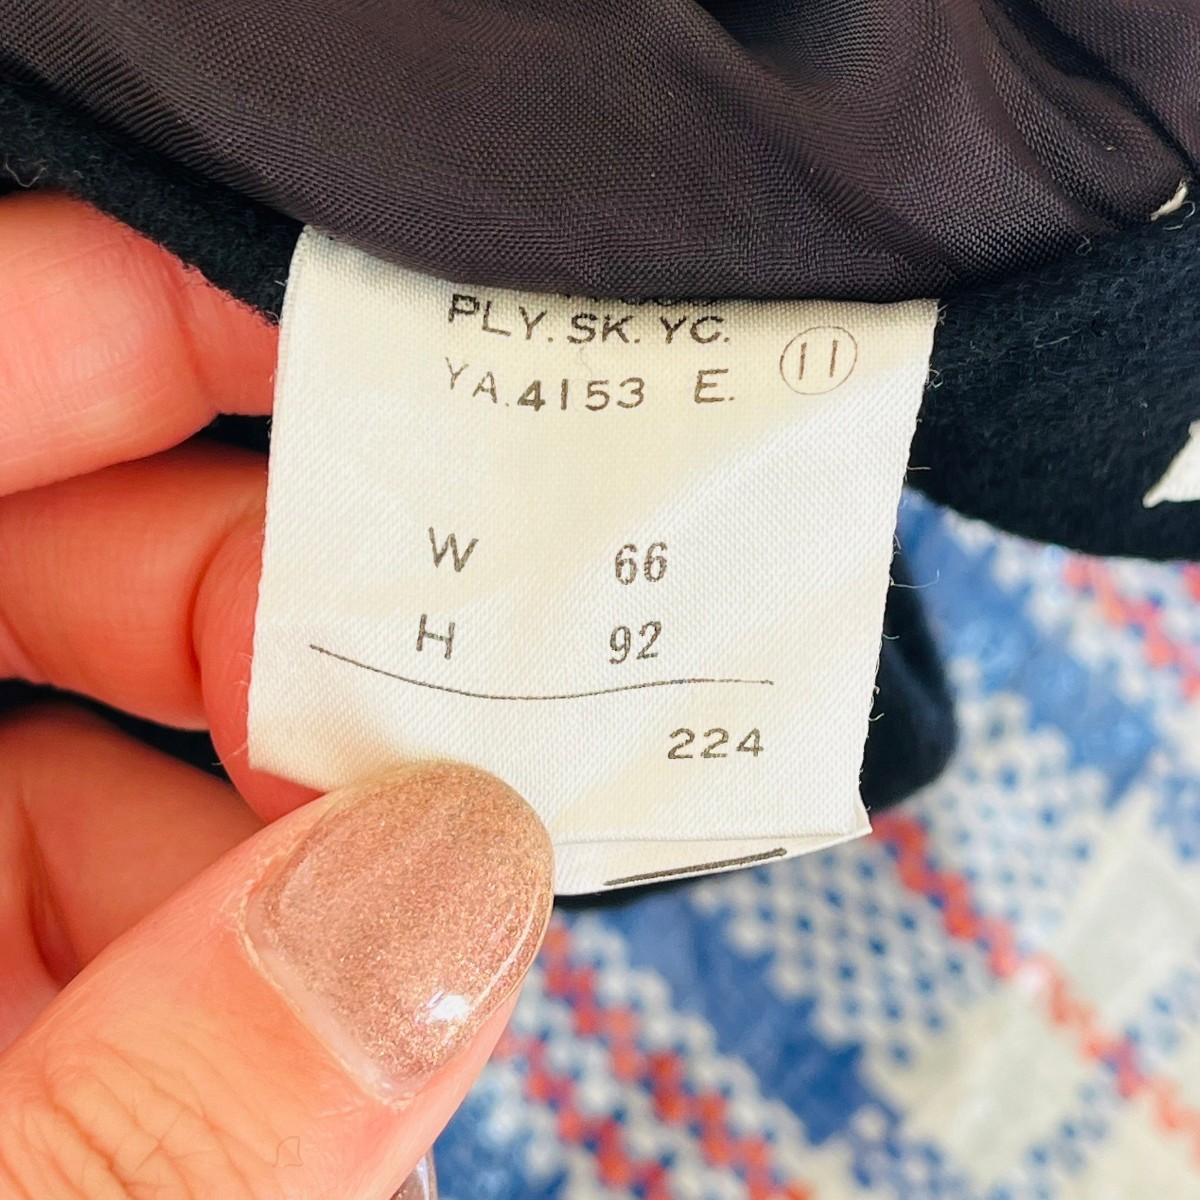 PLY. SK. YC.
YA. 4153 E. 11
W 66
H 92
224